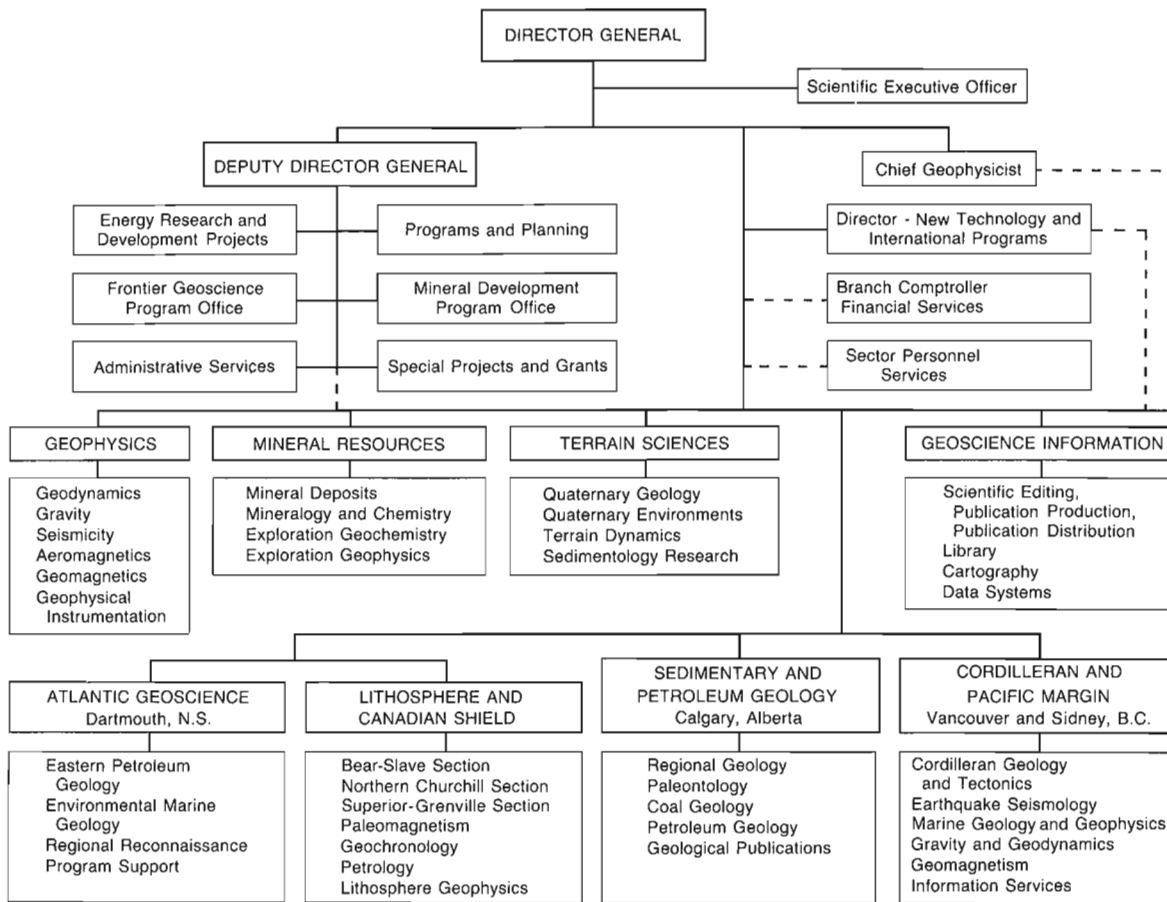 DIRECTOR GENERAL
Scientific Executive Officer
DEPUTY DIRECTOR GENERAL
Chief Geophysicist
Energy Research and
Development Projects
Programs and Planning
Director - New Technology and
International Programs
Frontier Geoscience
Program Office
Mineral Development
Program Office
Branch Comptroller
Financial Services
Administrative Services
Special Projects and Grants
Sector Personnel
Services
GEOPHYSICS
Geodynamics
Gravity
Seismicity
Aeromagnetics
Geomagnetics
Geophysical
Instrumentation
MINERAL RESOURCES
Mineral Deposits
Mineralogy and Chemistry
Exploration Geochemistry
Exploration Geophysics
TERRAIN SCIENCES
Quaternary Geology
Quaternary Environments
Terrain Dynamics
Sedimentology Research
GEOSCIENCE INFORMATION
Scientific Editing,
Publication Production,
Publication Distribution
Library
Cartography
Data Systems
ATLANTIC GEOSCIENCE
Dartmouth, N.S.
Eastern Petroleum
Geology
Environmental Marine
Geology
Regional Reconnaissance
Program Support
LITHOSPHERE AND
CANADIAN SHIELD
Bear-Slave Section
Northern Churchill Section
Superior-Grenville Section
Paleomagnetism
Geochronology
Petrology
Lithosphere Geophysics
SEDIMENTARY AND
PETROLEUM GEOLOGY
Calgary, Alberta
Regional Geology
Paleontology
Coal Geology
Petroleum Geology
Geological Publications
CORDILLERAN AND
PACIFIC MARGIN
Vancouver and Sidney, B.C.
Cordilleran Geology
and Tectonics
Earthquake Seismology
Marine Geology and Geophysics
Gravity and Geodynamics
Geomagnetism
Information Services